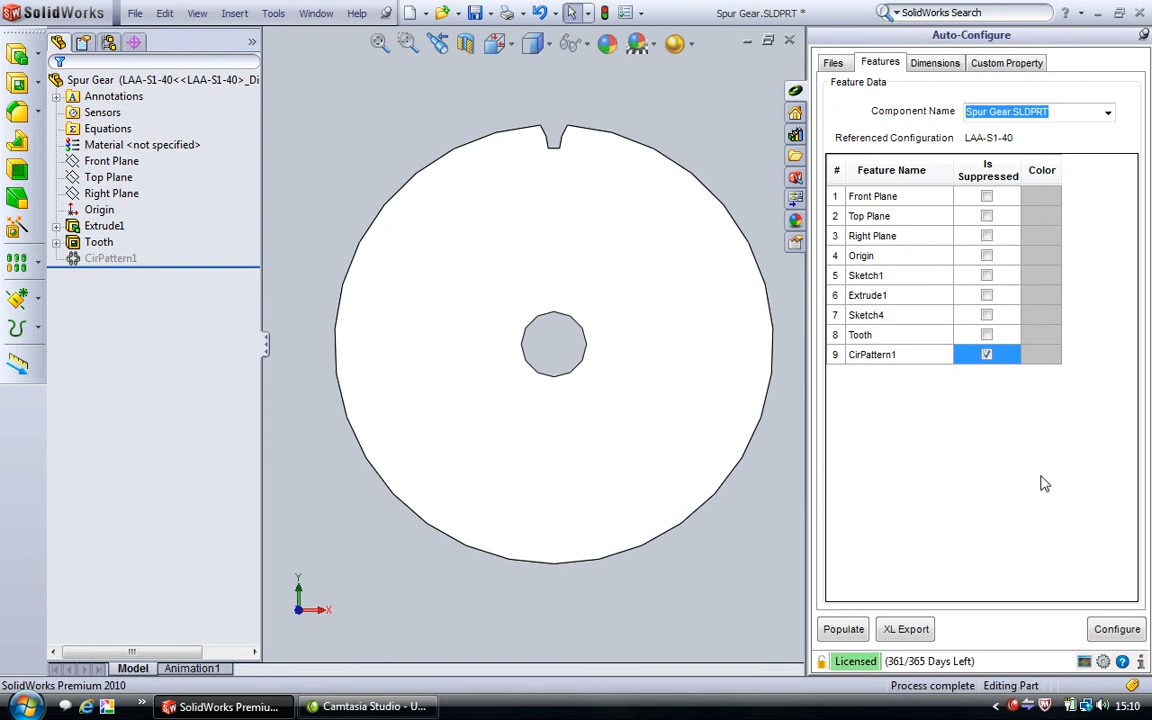 SolidWorks File Edit View Insert Tools Window Help Spur Gear.SLDPRT * SolidWorks Search ?
Auto-Configure
Files Features Dimensions Custom Property
Feature Data
Component Name Spur Gear.SLDPRT
Referenced Configuration LAA-S1-40
# Feature Name Is Suppressed Color
1 Front Plane
2 Top Plane
3 Right Plane
4 Origin
5 Sketch1
6 Extrude1
7 Sketch4
8 Tooth
9 CirPattern1
Populate XL Export Configure
Licensed (361/365 Days Left)
Spur Gear (LAA-S1-40<<LAA-S1-40>_Di
Annotations
Sensors
Equations
Material <not specified>
Front Plane
Top Plane
Right Plane
Origin
Extrude1
Tooth
CirPattern1
Y
X
Model Animation1
SolidWorks Premium 2010 Process complete Editing Part
SolidWorks Premiu... Camtasia Studio - U... 15:10